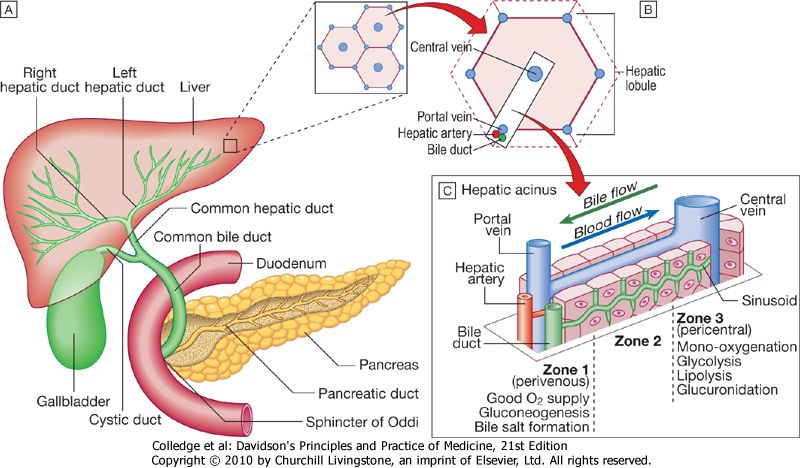 A
Right
hepatic duct
Left
hepatic duct
Liver
Common hepatic duct
Common bile duct
Duodenum
Pancreas
Pancreatic duct
Sphincter of Oddi
Cystic duct
Gallbladder
B
Central vein
Hepatic
lobule
Portal vein
Hepatic artery
Bile duct
C Hepatic acinus
Bile flow
Blood flow
Central
vein
Portal
vein
Hepatic
artery
Bile
duct
Sinusoid
Zone 1
(perivenous)
Good O2 supply
Gluconeogenesis
Bile salt formation
Zone 2
Zone 3
(pericentral)
Mono-oxygenation
Glycolysis
Lipolysis
Glucuronidation
Colledge et al: Davidson's Principles and Practice of Medicine, 21st Edition
Copyright © 2010 by Churchill Livingstone, an imprint of Elsevier, Ltd. All rights reserved.